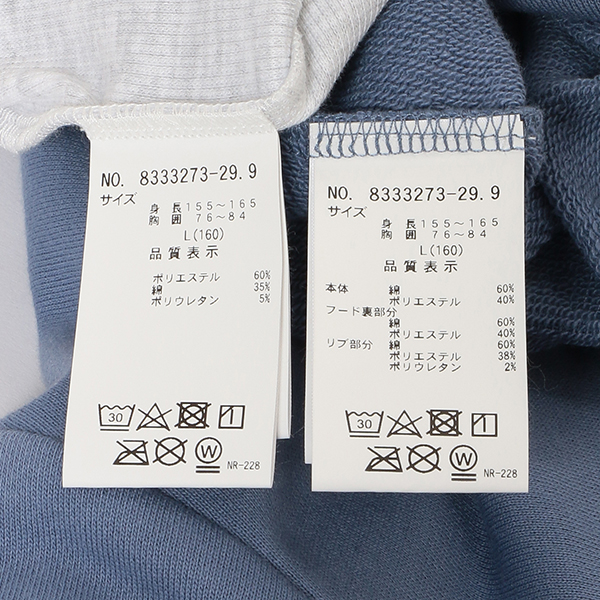 NO. 8333273-29.9
サイズ
身長 155～165
胸囲 76～84
L(160)
品質表示
ポリエステル 60%
綿 35%
ポリウレタン 5%
30
W
NR-228
NO. 8333273-29.9
サイズ
身長 155～165
胸囲 76～84
L(160)
品質表示
本体 綿 60%
ポリエステル 40%
フード裏部分
綿 60%
ポリエステル 40%
リブ部分 綿 60%
ポリエステル 38%
ポリウレタン 2%
30
W
NR-228